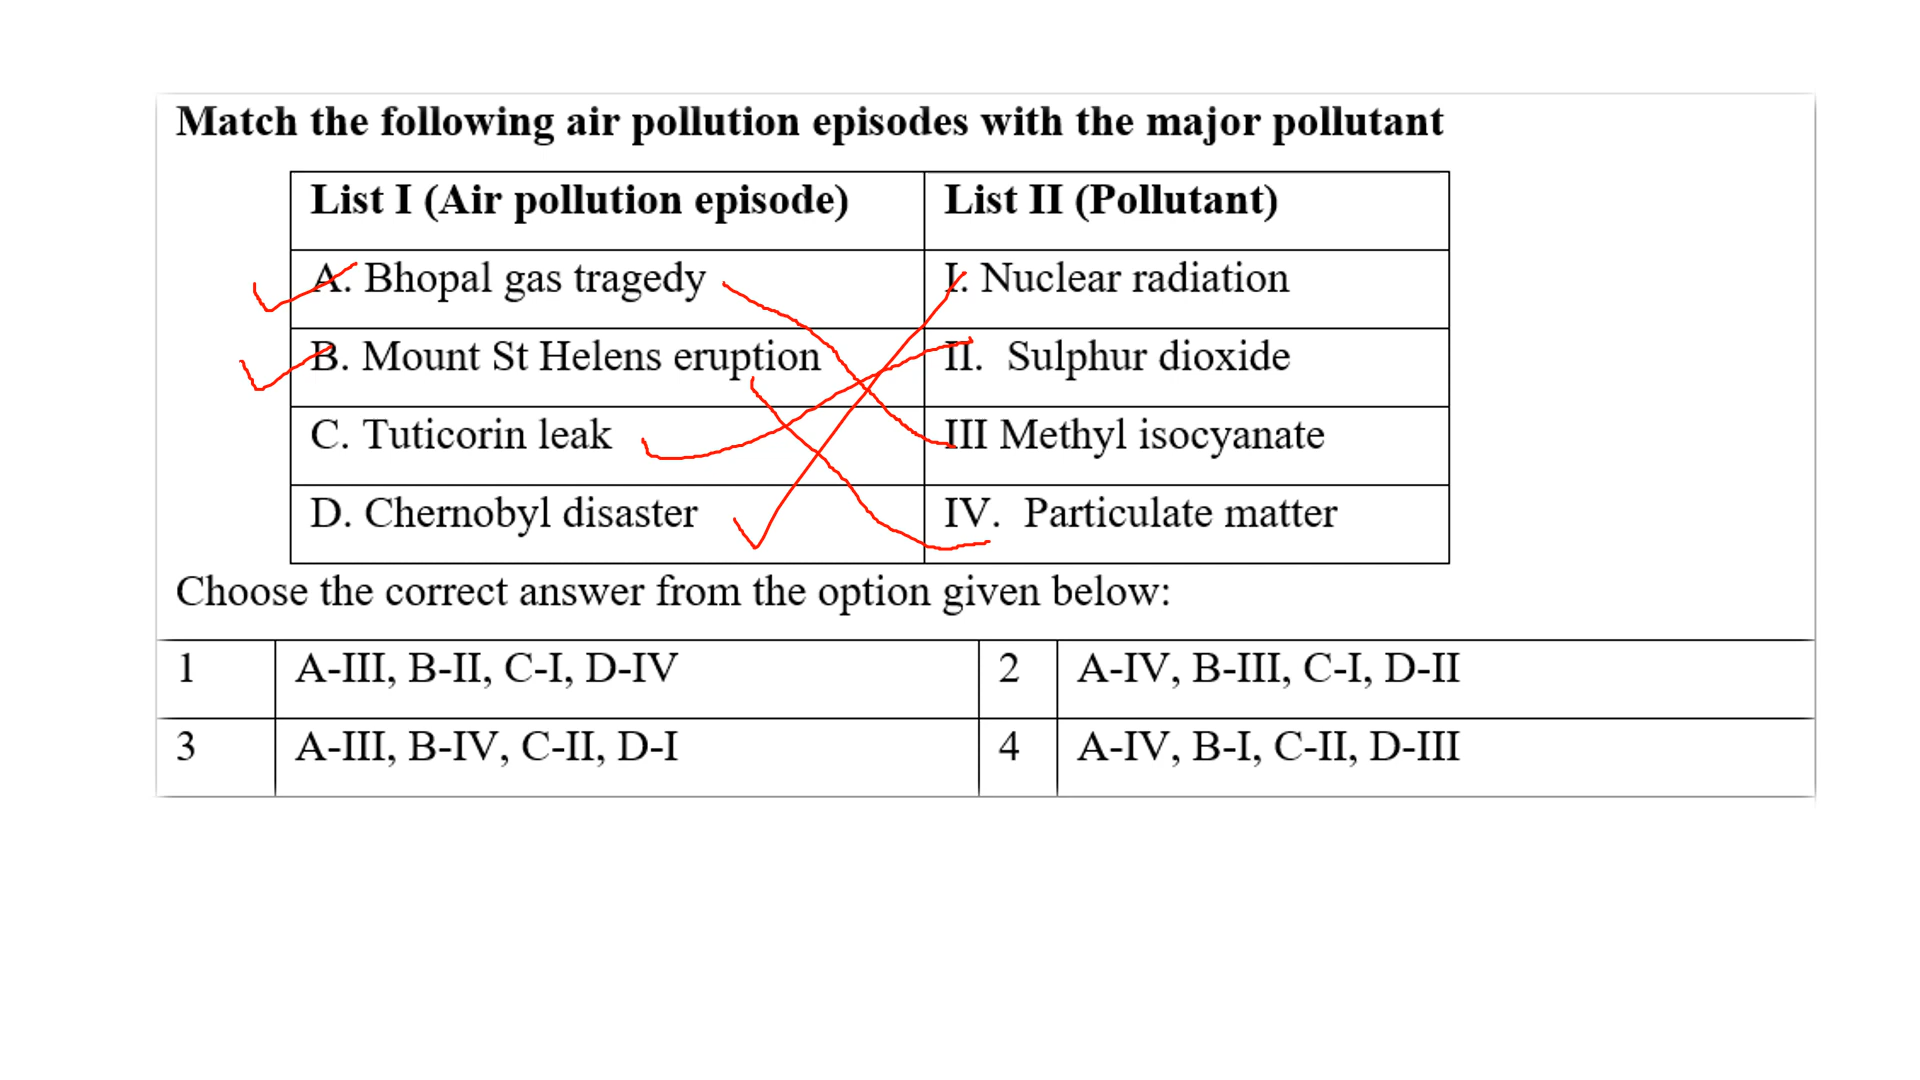 Match the following air pollution episodes with the major pollutant
List I (Air pollution episode) List II (Pollutant)
A. Bhopal gas tragedy I. Nuclear radiation
B. Mount St Helens eruption II. Sulphur dioxide
C. Tuticorin leak III Methyl isocyanate
D. Chernobyl disaster IV. Particulate matter
Choose the correct answer from the option given below:
1 A-III, B-II, C-I, D-IV 2 A-IV, B-III, C-I, D-II
3 A-III, B-IV, C-II, D-I 4 A-IV, B-I, C-II, D-III